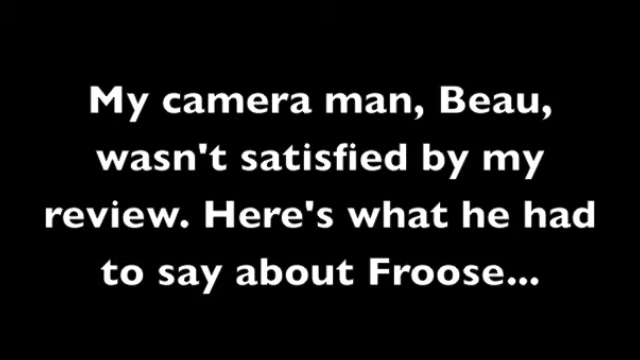 My camera man, Beau,
wasn't satisfied by my
review. Here's what he had
to say about Froose...